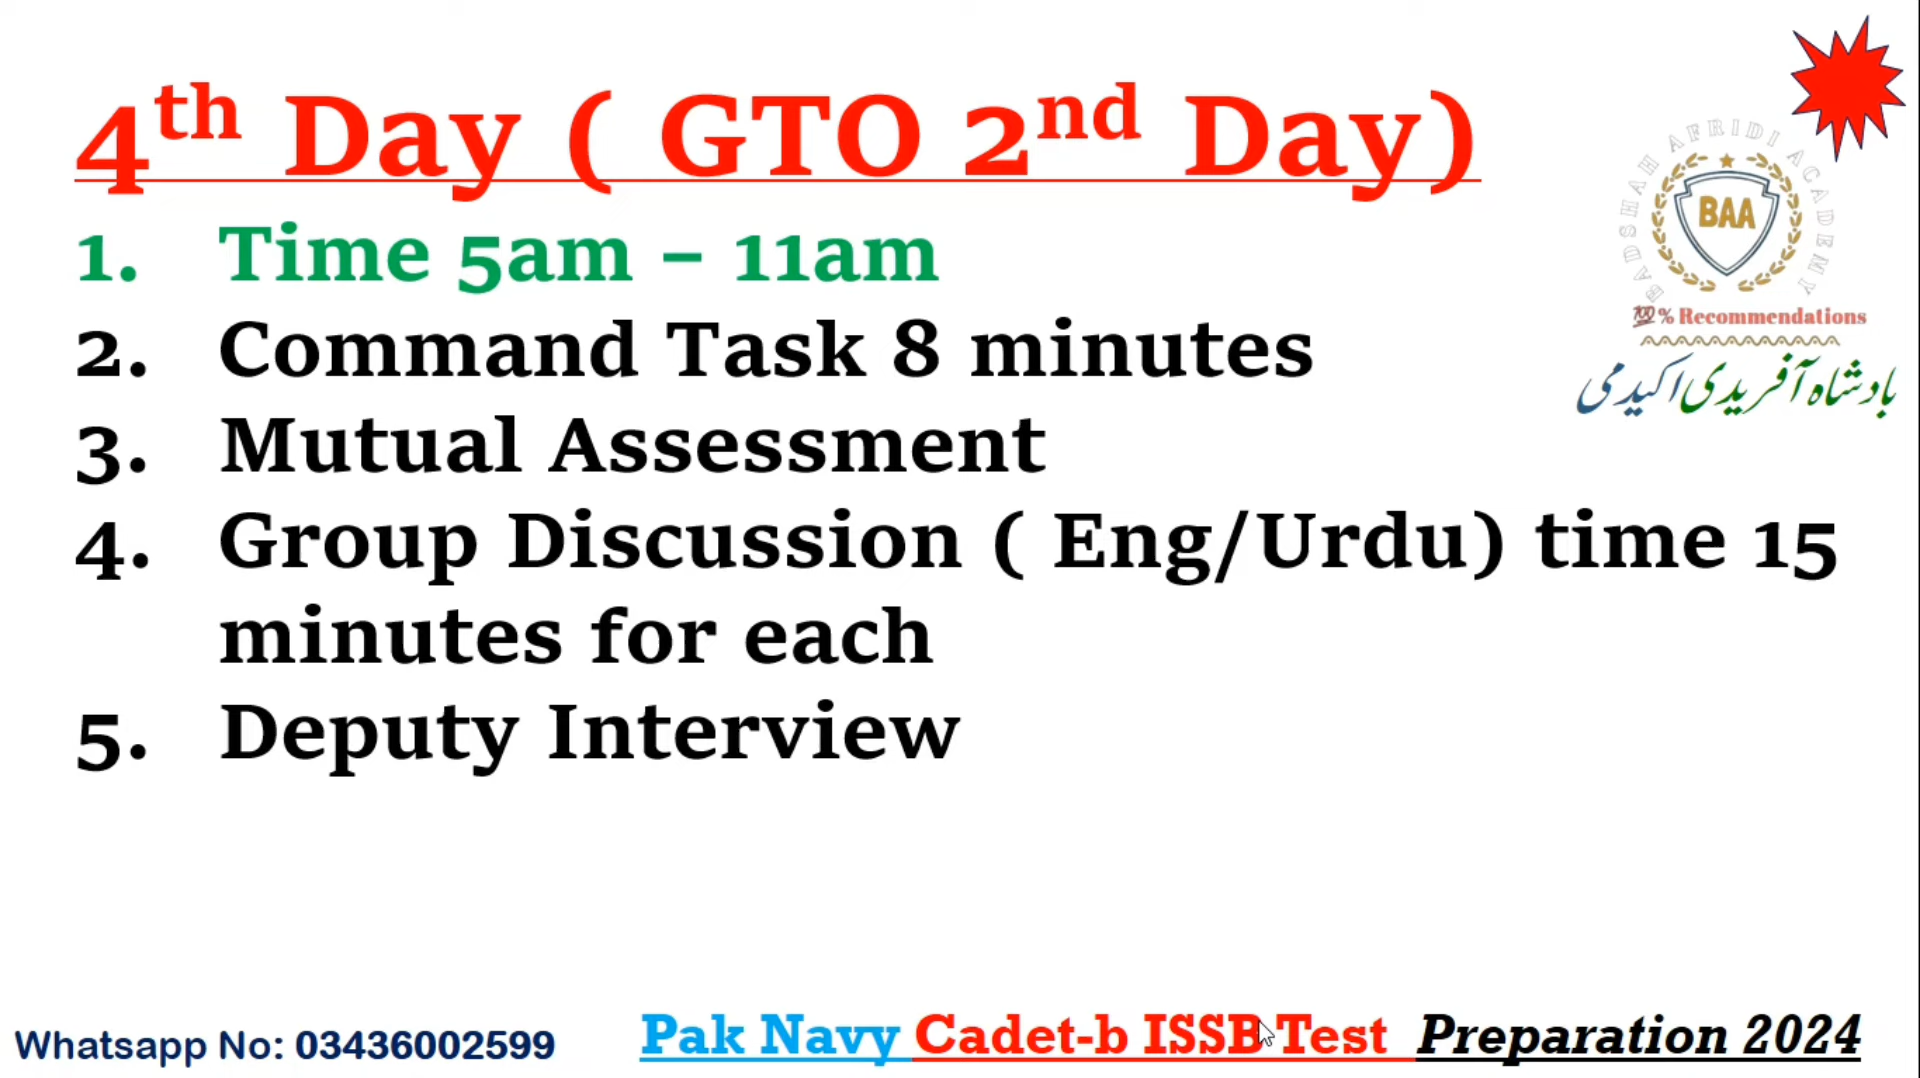 4th Day ( GTO 2nd Day)
1. Time 5am – 11am
2. Command Task 8 minutes
3. Mutual Assessment
4. Group Discussion ( Eng/Urdu) time 15
minutes for each
5. Deputy Interview
BADSHAH AFRIDI ACADEMY
BAA
💯% Recommendations
بادشاہ آفریدی اکیڈمی
Whatsapp No: 03436002599
Pak Navy Cadet-b ISSB Test Preparation 2024